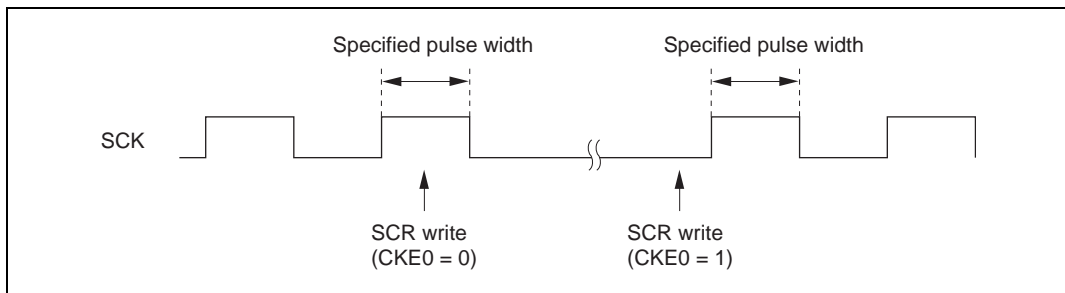 Specified pulse width
Specified pulse width
SCK
SCR write
(CKE0 = 0)
SCR write
(CKE0 = 1)